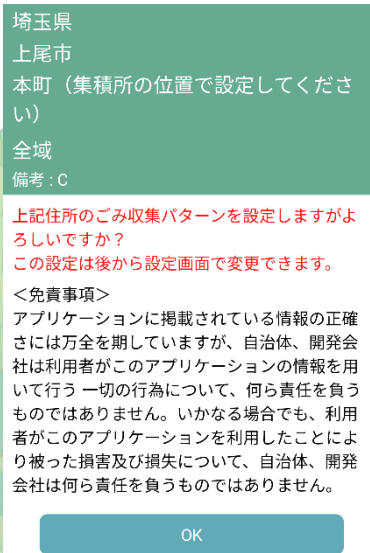 埼玉県
上尾市
本町（集積所の位置で設定してくださ
い）
全域
備考 : C
上記住所のごみ収集パターンを設定しますがよ
ろしいですか？
この設定は後から設定画面で変更できます。
＜免責事項＞
アプリケーションに掲載されている情報の正確
さには万全を期していますが、自治体、開発会
社は利用者がこのアプリケーションの情報を用
いて行う 一切の行為について、何ら責任を負う
ものではありません。いかなる場合でも、利用
者がこのアプリケーションを利用したことによ
り被った損害及び損失について、自治体、開発
会社は何ら責任を負うものではありません。
OK